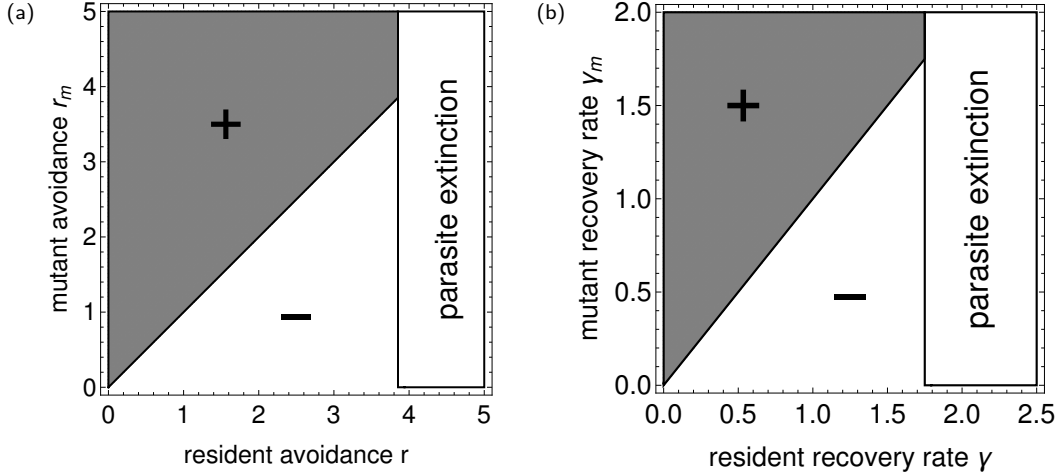 (a)
5
4
3
2
1
0
mutant avoidance r_m
+
−
parasite extinction
0 1 2 3 4 5
resident avoidance r
(b)
2.0
1.5
1.0
0.5
0.0
mutant recovery rate γ_m
+
−
parasite extinction
0.0 0.5 1.0 1.5 2.0 2.5
resident recovery rate γ